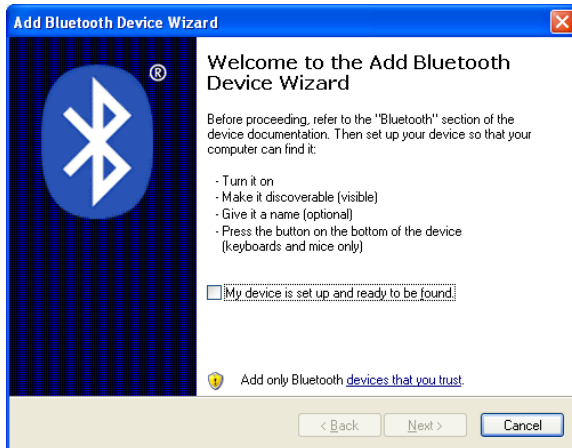 Add Bluetooth Device Wizard
®
Welcome to the Add Bluetooth
Device Wizard
Before proceeding, refer to the "Bluetooth" section of the
device documentation. Then set up your device so that your
computer can find it:
- Turn it on
- Make it discoverable (visible)
- Give it a name (optional)
- Press the button on the bottom of the device
(keyboards and mice only)
My device is set up and ready to be found.
Add only Bluetooth devices that you trust.
< Back Next > Cancel